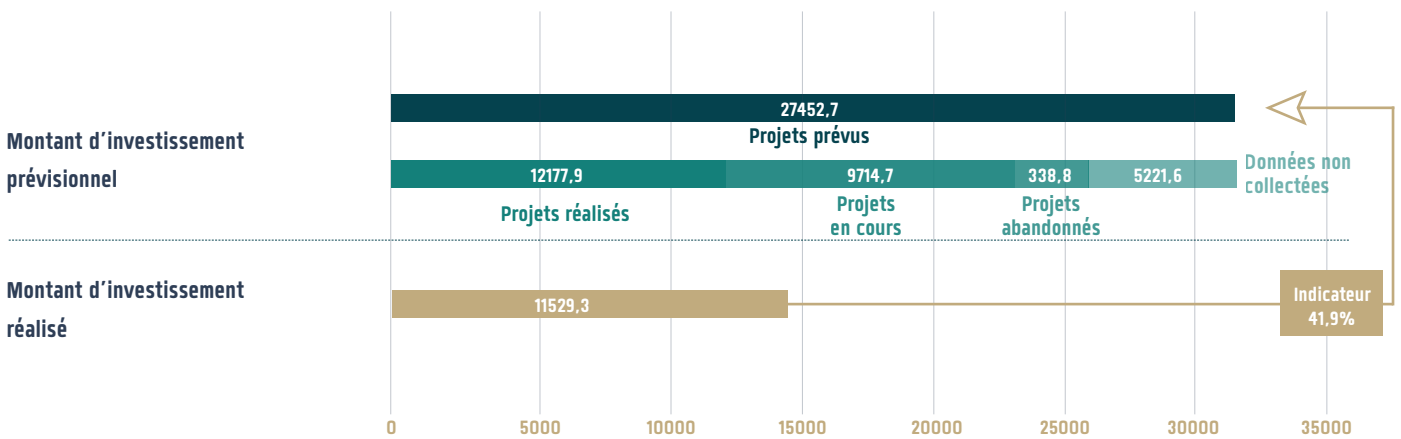 27452,7
Projets prévus
Montant d'investissement
prévisionnel
12177,9
9714,7
338,8
5221,6
Données non
collectées
Projets réalisés
Projets
en cours
Projets
abandonnés
Montant d'investissement
réalisé
11529,3
Indicateur
41,9%
0 5000 10000 15000 20000 25000 30000 35000